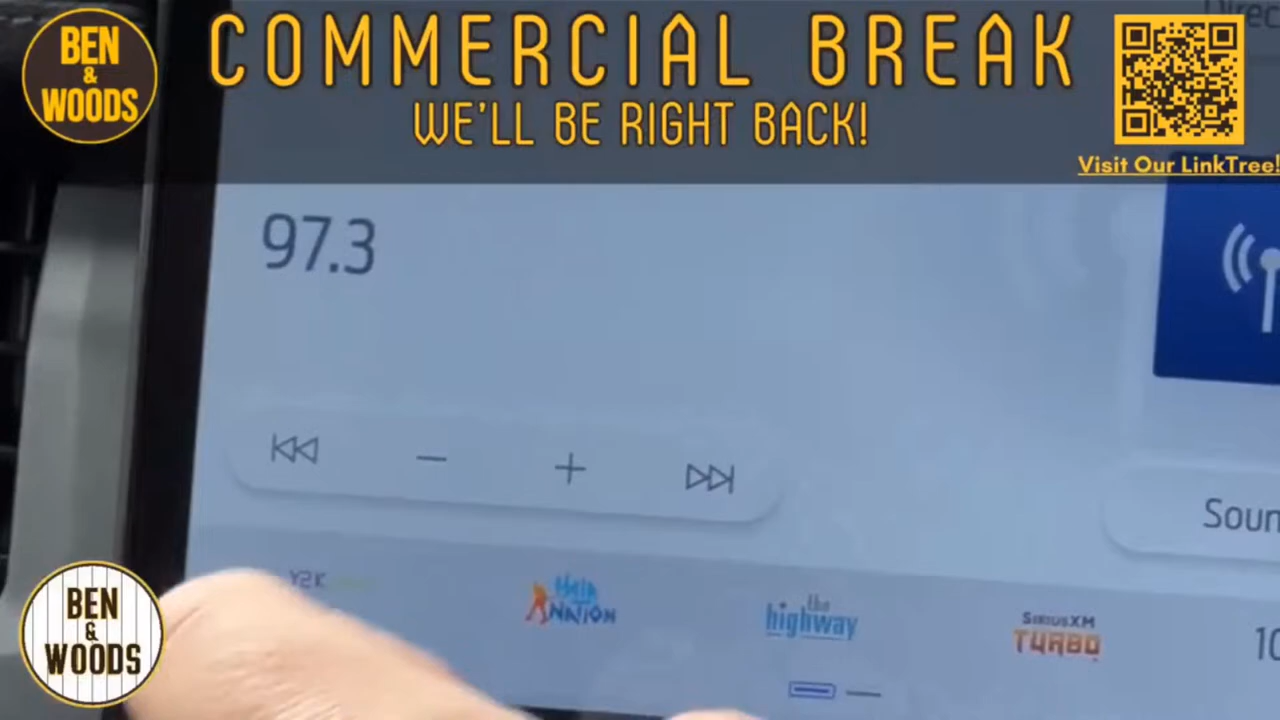 BEN
&
WOODS
COMMERCIAL BREAK
WE'LL BE RIGHT BACK!
Visit Our LinkTree!
97.3
Soun
Y2K
HAIR
NATION
the
highway
SIRIUSXM
TURBO
10
BEN
&
WOODS